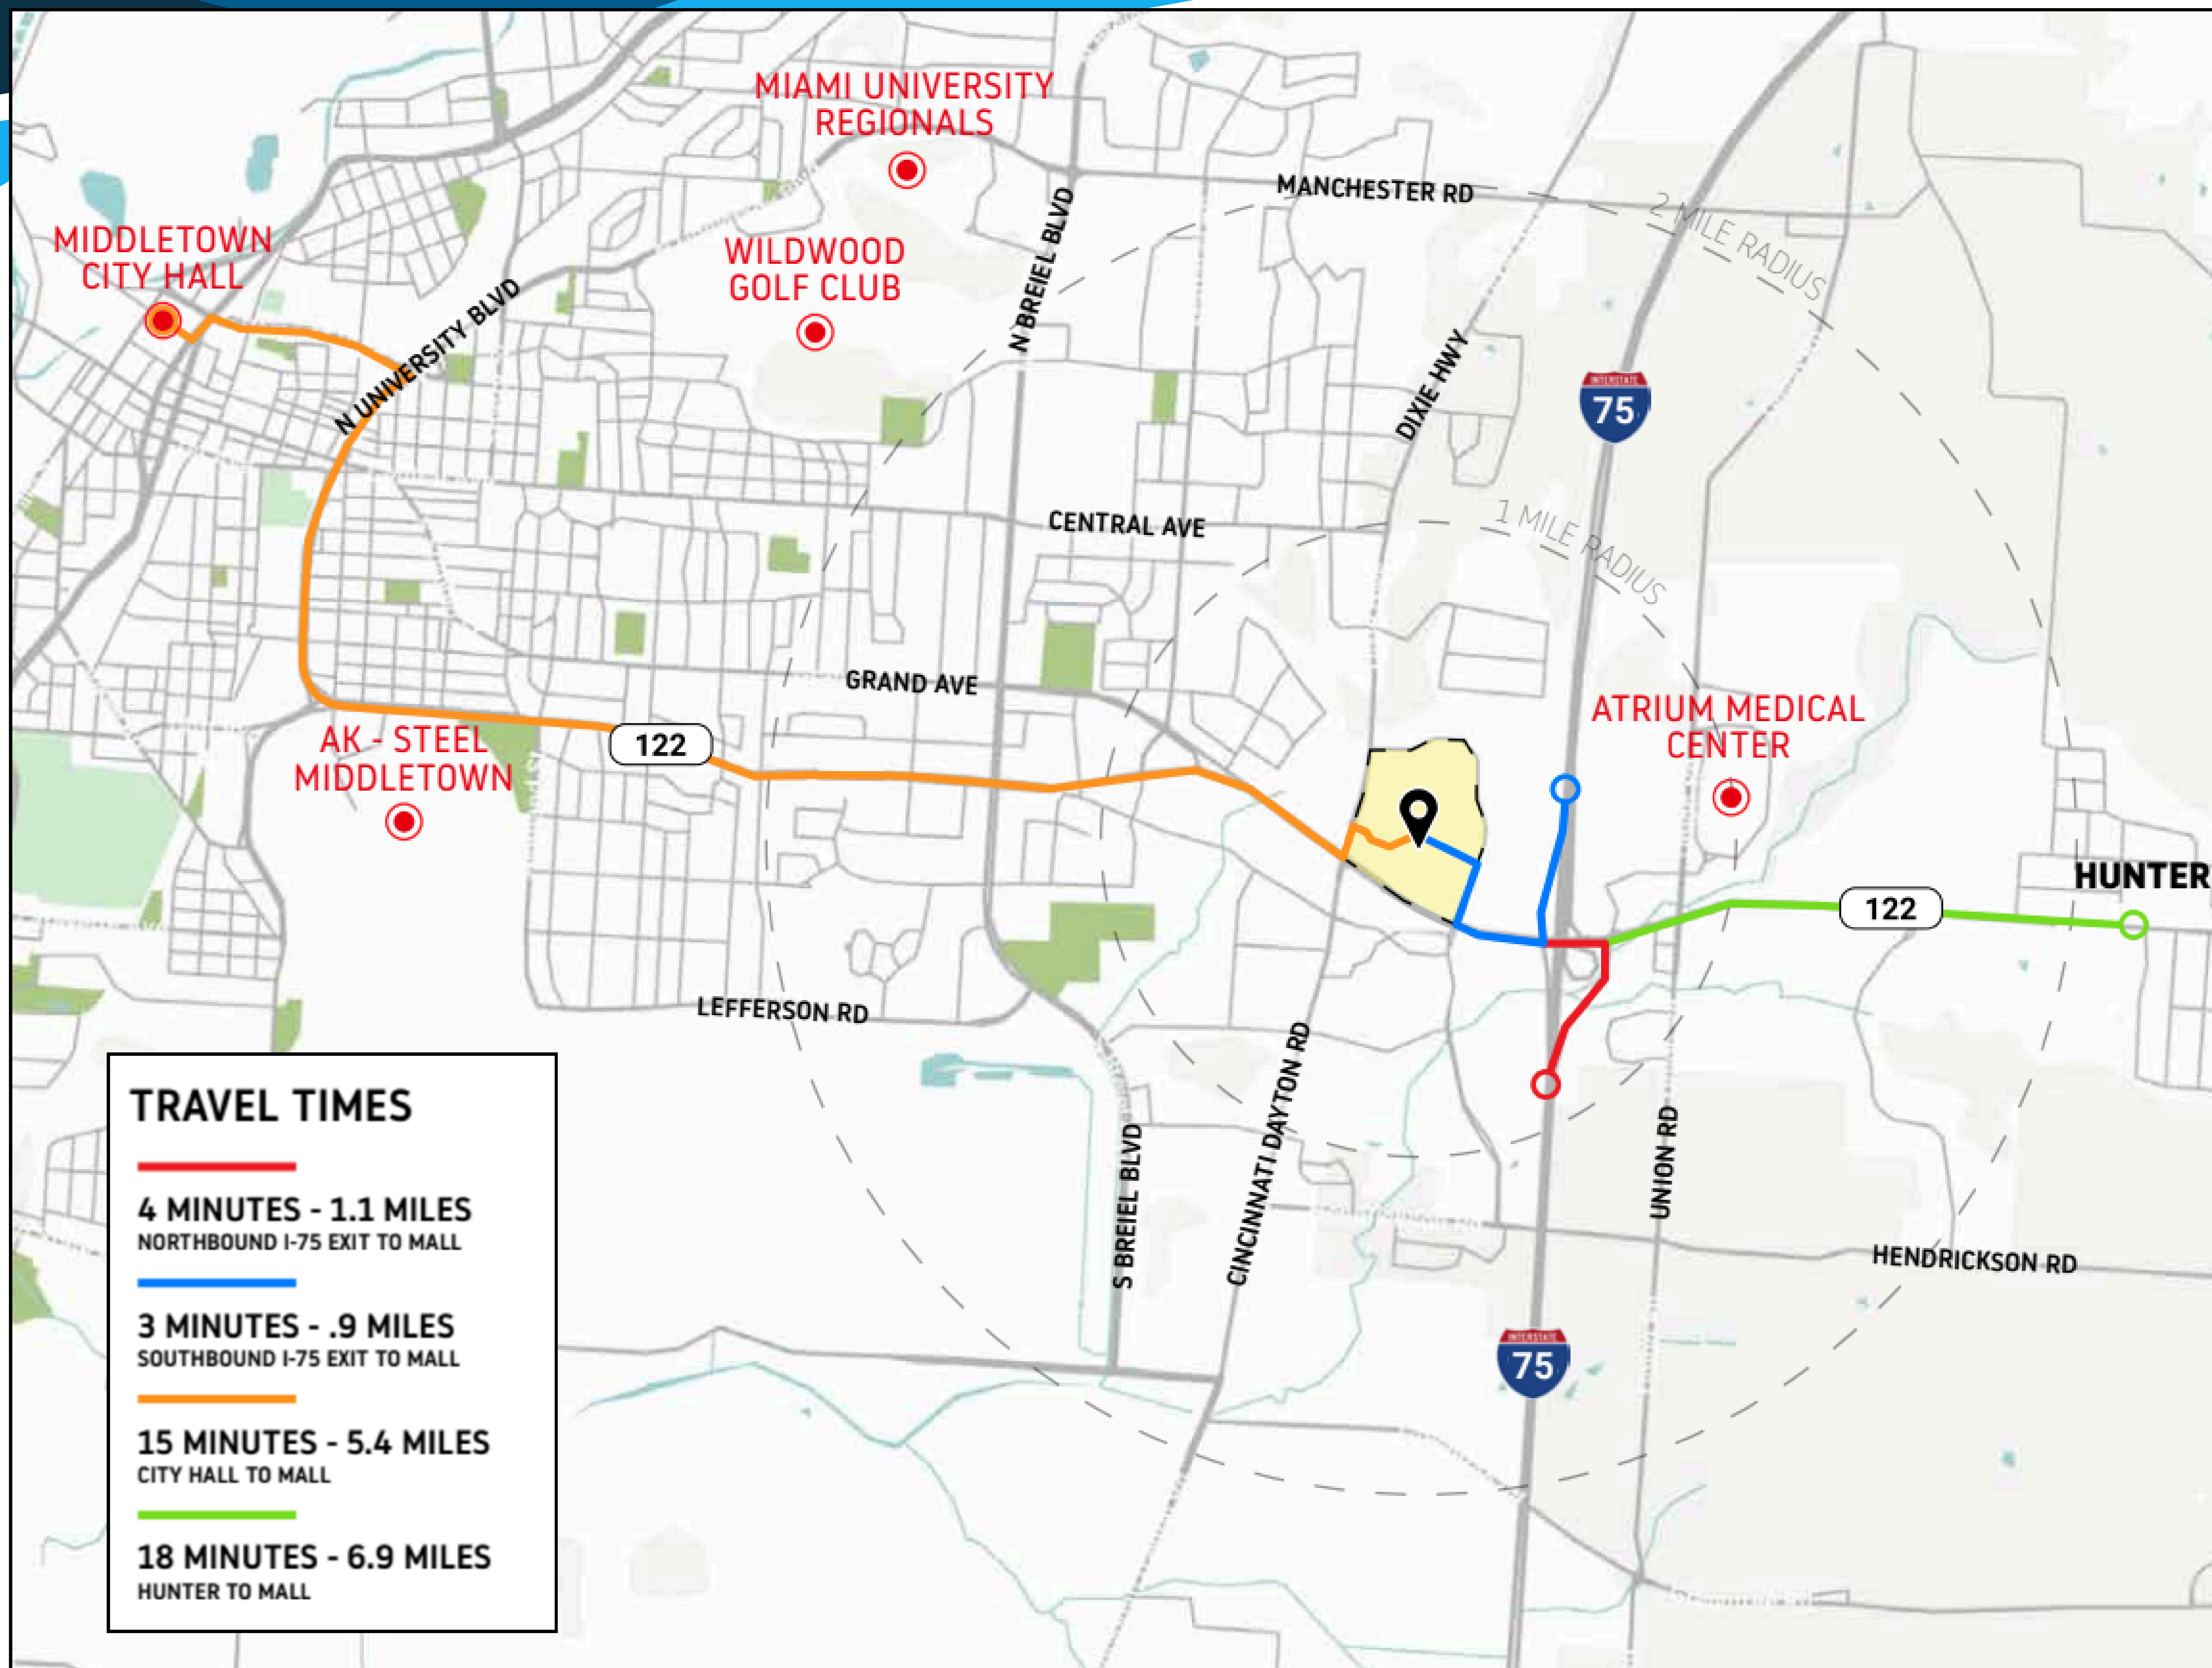 MIAMI UNIVERSITY
REGIONALS
MANCHESTER RD
2 MILE RADIUS
N BREIEL BLVD
MIDDLETOWN
CITY HALL
WILDWOOD
GOLF CLUB
N UNIVERSITY BLVD
DIXIE HWY
INTERSTATE
75
CENTRAL AVE
1 MILE RADIUS
GRAND AVE
ATRIUM MEDICAL
CENTER
122
AK - STEEL
MIDDLETOWN
HUNTER
122
LEFFERSON RD
CINCINNATI DAYTON RD
S BREIEL BLVD
UNION RD
HENDRICKSON RD
INTERSTATE
75
TRAVEL TIMES
4 MINUTES - 1.1 MILES
NORTHBOUND I-75 EXIT TO MALL
3 MINUTES - .9 MILES
SOUTHBOUND I-75 EXIT TO MALL
15 MINUTES - 5.4 MILES
CITY HALL TO MALL
18 MINUTES - 6.9 MILES
HUNTER TO MALL